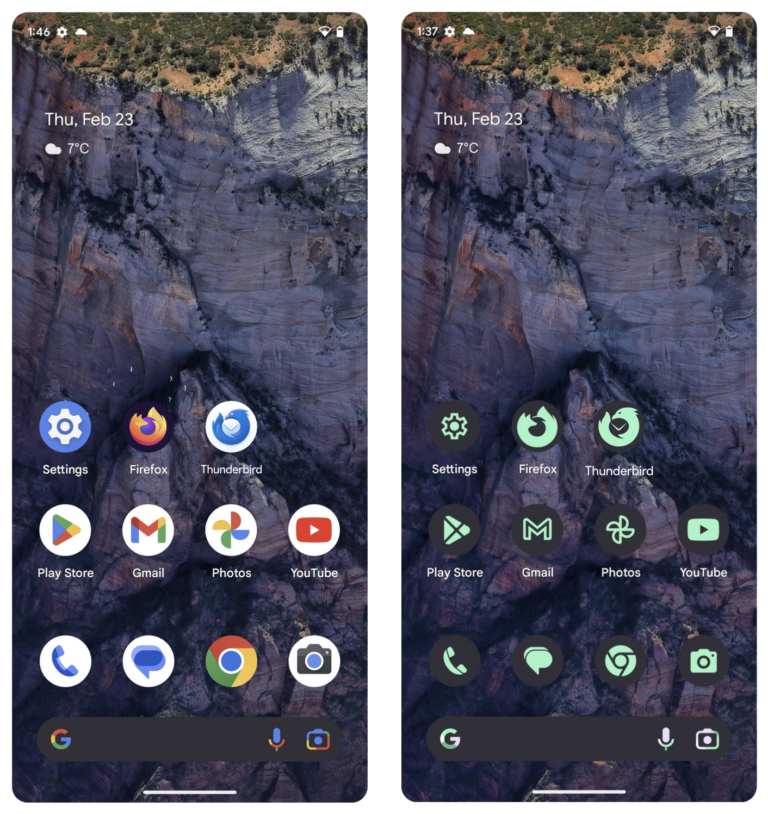 1:46
Thu, Feb 23
7°C
Settings
Firefox
Thunderbird
Play Store
Gmail
Photos
YouTube
G
1:37
Thu, Feb 23
7°C
Settings
Firefox
Thunderbird
Play Store
Gmail
Photos
YouTube
G